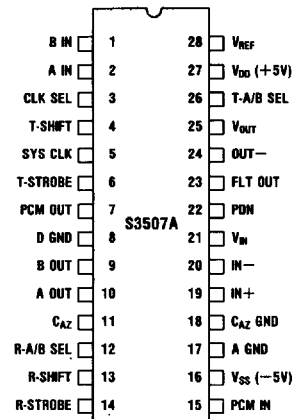 B IN 1 28 VREF
A IN 2 27 VDD (+5V)
CLK SEL 3 26 T-A/B SEL
T-SHIFT 4 25 VOUT
SYS CLK 5 24 OUT−
T-STROBE 6 23 FLT OUT
PCM OUT 7 22 PDN
S3507A
D GND 8 21 VIN
B OUT 9 20 IN−
A OUT 10 19 IN+
CAZ 11 18 CAZ GND
R-A/B SEL 12 17 A GND
R-SHIFT 13 16 VSS (−5V)
R-STROBE 14 15 PCM IN